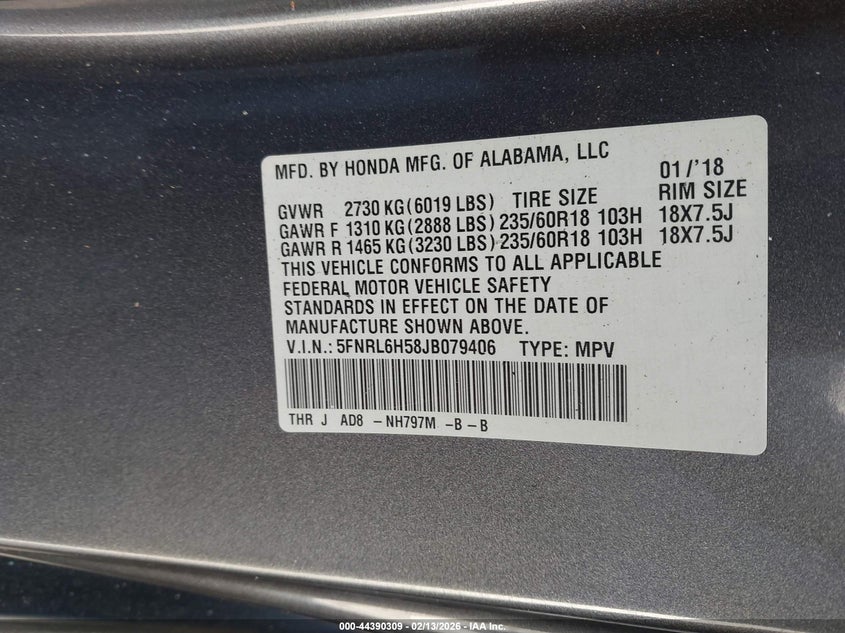 MFD. BY HONDA MFG. OF ALABAMA, LLC 01/'18
GVWR 2730 KG(6019 LBS) TIRE SIZE RIM SIZE
GAWR F 1310 KG(2888 LBS) 235/60R18 103H 18X7.5J
GAWR R 1465 KG(3230 LBS) 235/60R18 103H 18X7.5J
THIS VEHICLE CONFORMS TO ALL APPLICABLE
FEDERAL MOTOR VEHICLE SAFETY
STANDARDS IN EFFECT ON THE DATE OF
MANUFACTURE SHOWN ABOVE.
V.I.N.: 5FNRL6H58JB079406 TYPE: MPV
THR J AD8 - NH797M -B-B
000-44390309 - 02/13/2026 - IAA Inc.